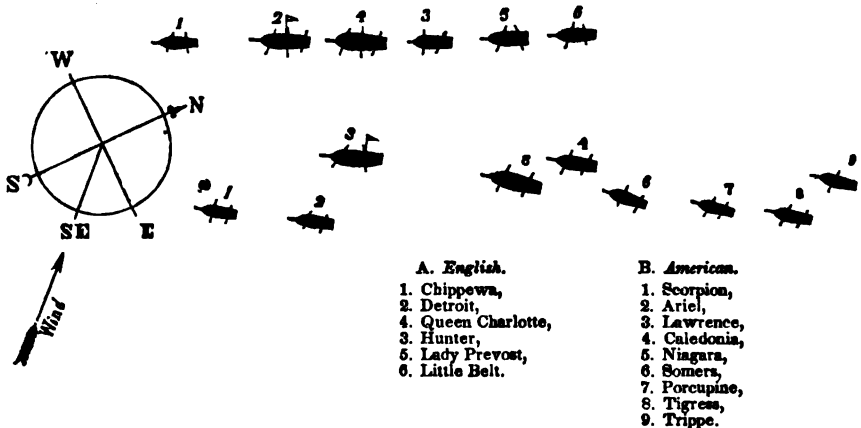 1 2 4 3 5 6
W
N
3 4 9
S
1 2 5 6 7 8
SE E
Wind
A. English.
1. Chippewa,
2. Detroit,
4. Queen Charlotte,
3. Hunter,
5. Lady Prevost,
6. Little Belt.
B. American.
1. Scorpion,
2. Ariel,
3. Lawrence,
4. Caledonia,
5. Niagara,
6. Somers,
7. Porcupine,
8. Tigress,
9. Trippe.